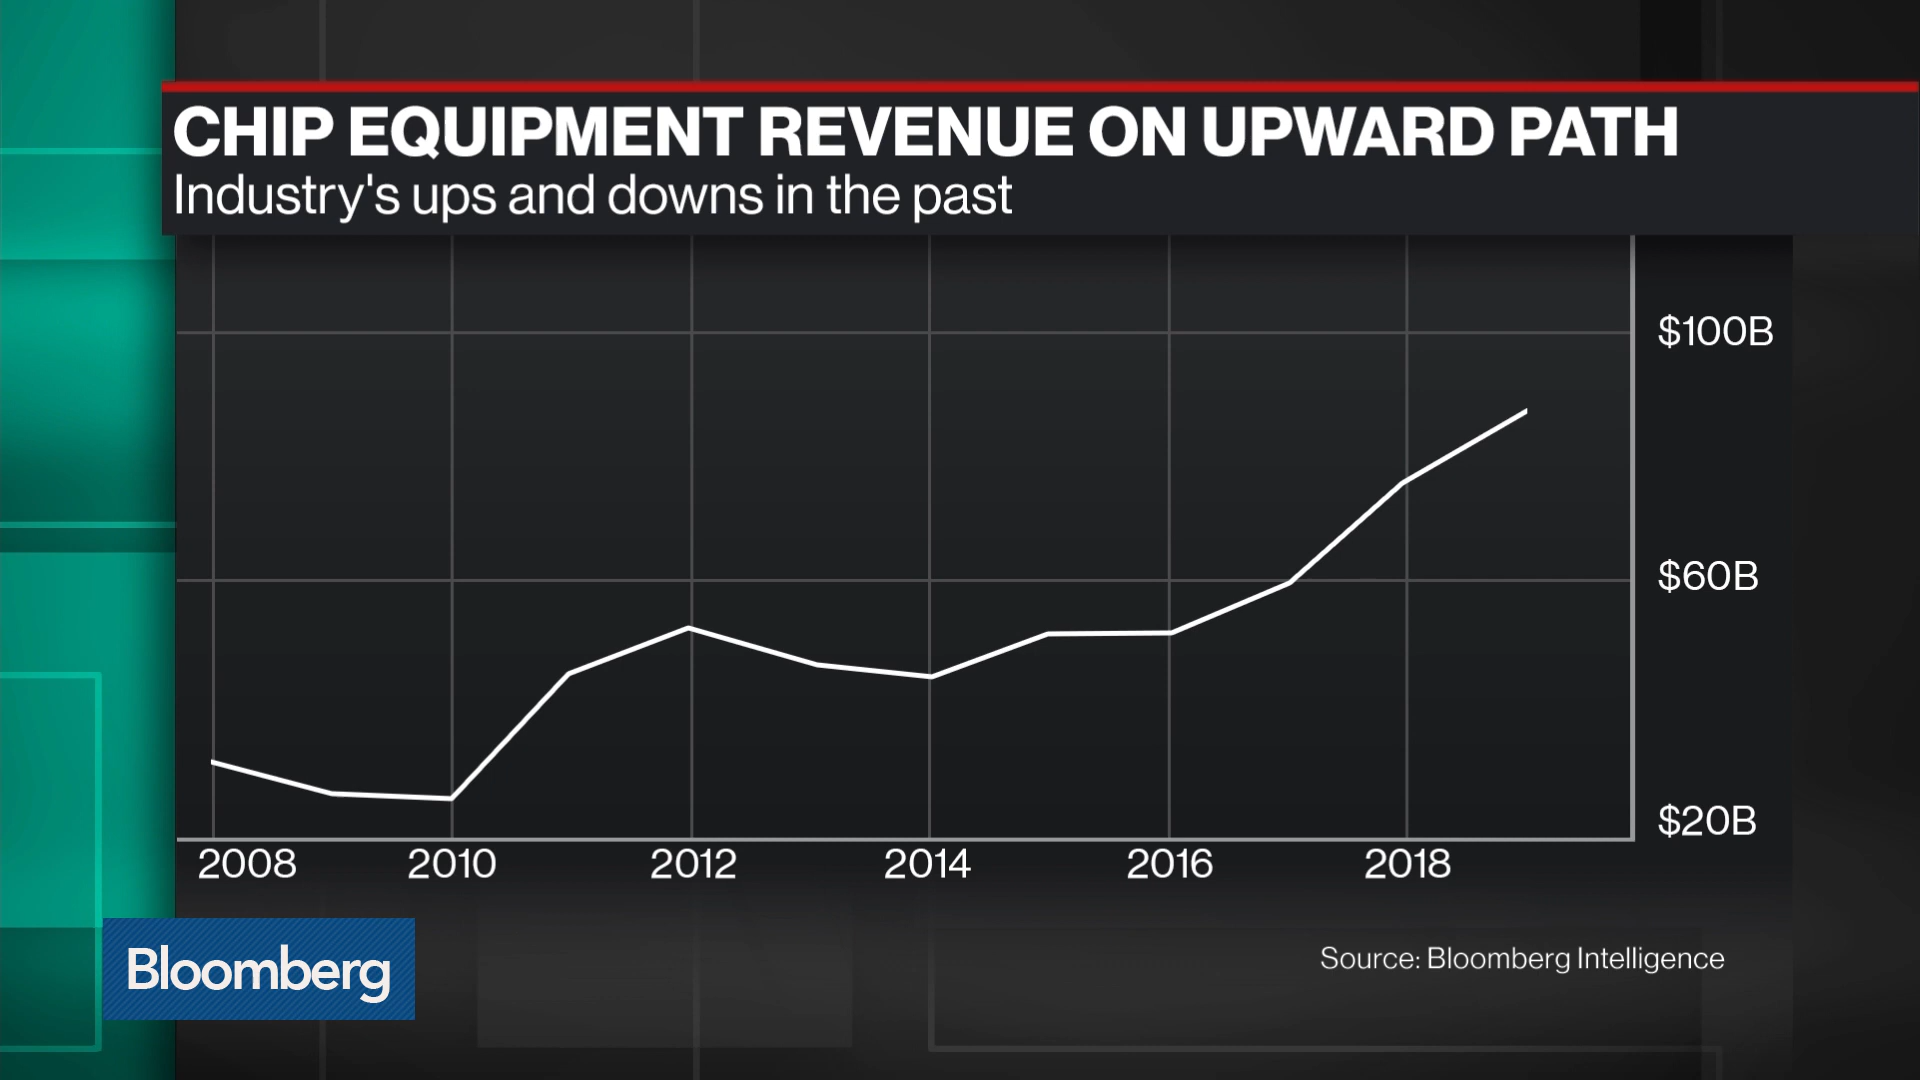 CHIP EQUIPMENT REVENUE ON UPWARD PATH
Industry's ups and downs in the past
$100B
$60B
$20B
2008 2010 2012 2014 2016 2018
Bloomberg
Source: Bloomberg Intelligence